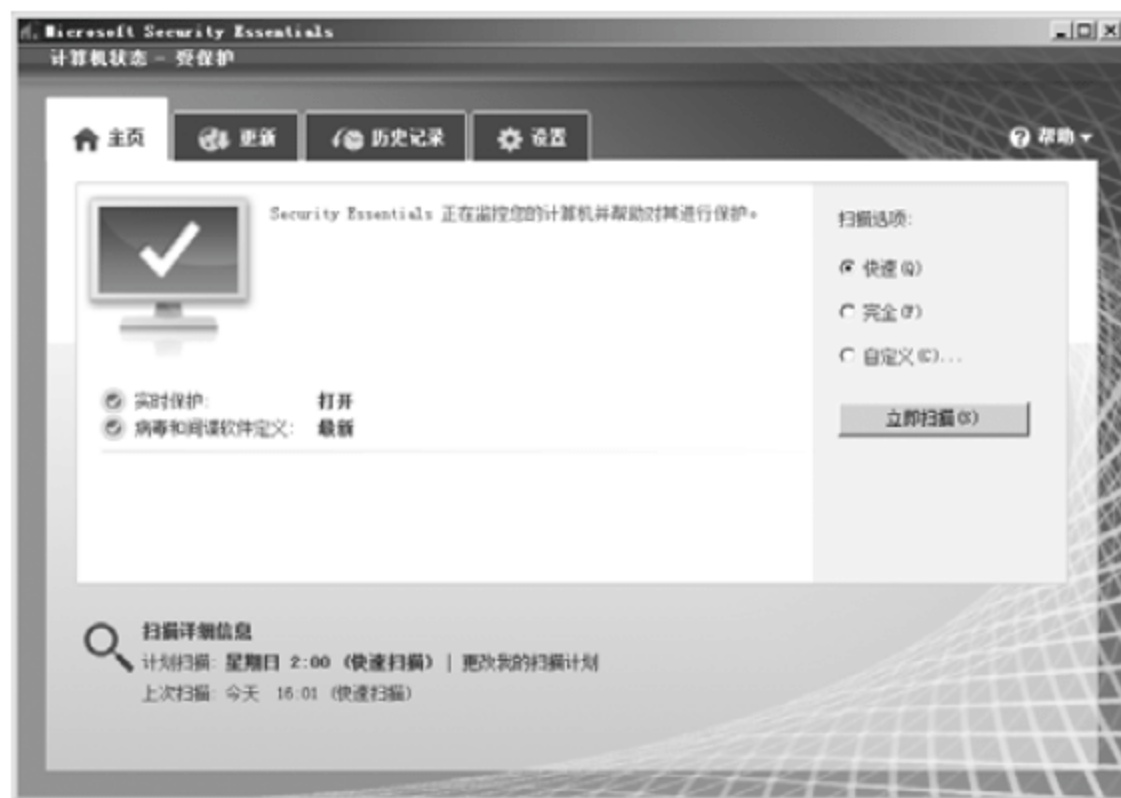 Microsoft Security Essentials
计算机状态 - 受保护
主页
更新
历史记录
设置
帮助
Security Essentials 正在监控您的计算机并帮助对其进行保护。
扫描选项:
快速(Q)
完全(F)
自定义(C)...
立即扫描(S)
实时保护: 打开
病毒和间谍软件定义: 最新
扫描详细信息
计划扫描: 星期日 2:00 (快速扫描) | 更改我的扫描计划
上次扫描: 今天 16:01 (快速扫描)